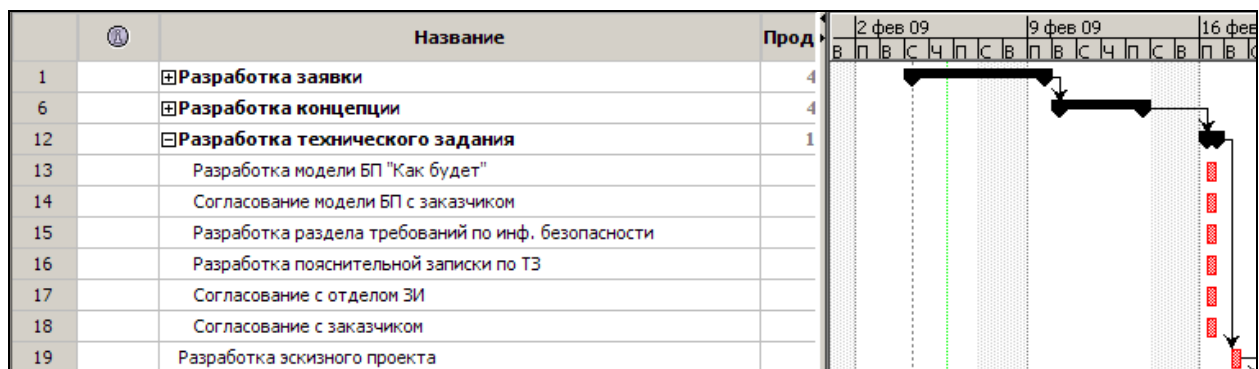 Название Прод 2 фев 09 9 фев 09 16 фев
В П В С Ч П С В П В С Ч П С В П В С
1 Разработка заявки 4
6 Разработка концепции 4
12 Разработка технического задания 1
13 Разработка модели БП "Как будет"
14 Согласование модели БП с заказчиком
15 Разработка раздела требований по инф. безопасности
16 Разработка пояснительной записки по ТЗ
17 Согласование с отделом ЗИ
18 Согласование с заказчиком
19 Разработка эскизного проекта